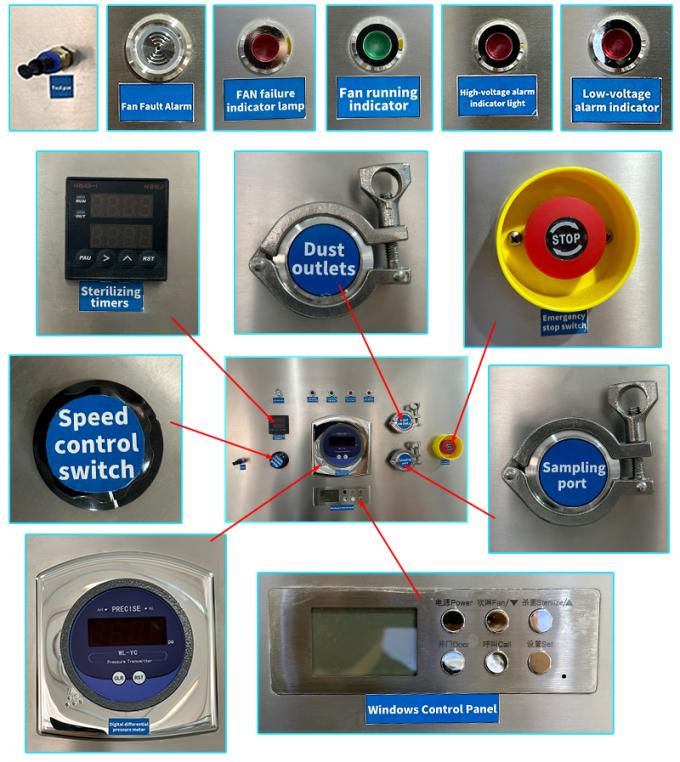 Fan Fault Alarm
FAN failure
indicator lamp
Fan running
indicator
High-voltage alarm
indicator light
Low-voltage
alarm indicator
RUN
OUT
PAU
RST
Sterilizing
timers
Dust
outlets
STOP
Emergency
stop switch
Speed
control
switch
Sampling
port
PRECISE
pa
WL-YC
Pressure Transmitter
CLR
RST
Digital differential
pressure meter
电源Power 吹淋Fan/▼ 杀菌Sterilize/▲
开门Door 呼叫Call 设置Set
Windows Control Panel